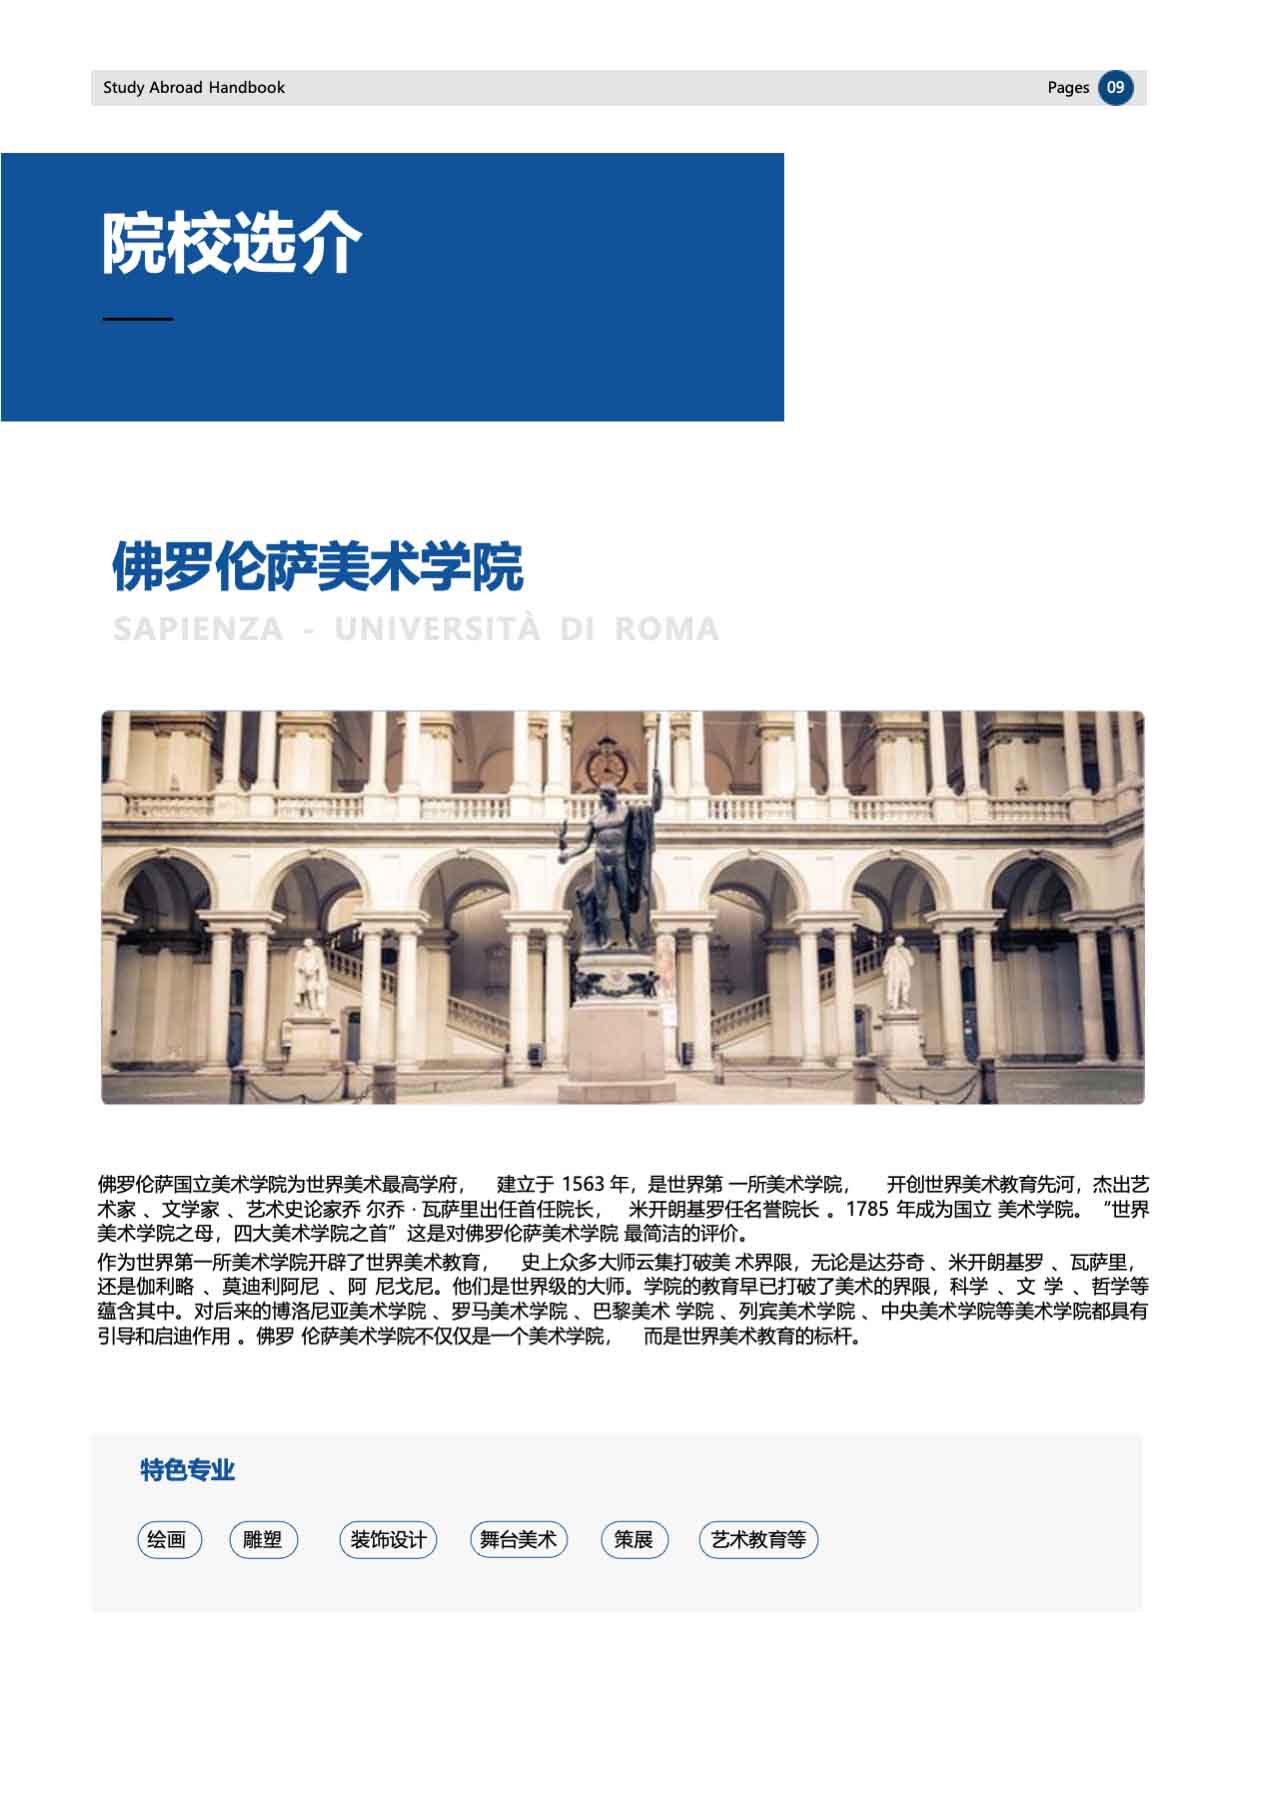 Study Abroad Handbook
Pages 09
院校选介
佛罗伦萨美术学院
SAPIENZA - UNIVERSITÀ DI ROMA
佛罗伦萨国立美术学院为世界美术最高学府， 建立于 1563 年，是世界第 一所美术学院， 开创世界美术教育先河，杰出艺
术家 、文学家 、艺术史论家乔 尔乔 · 瓦萨里出任首任院长， 米开朗基罗任名誉院长 。1785 年成为国立 美术学院。 “世界
美术学院之母，四大美术学院之首” 这是对佛罗伦萨美术学院 最简洁的评价。
作为世界第一所美术学院开辟了世界美术教育， 史上众多大师云集打破美 术界限，无论是达芬奇 、米开朗基罗 、瓦萨里，
还是伽利略 、莫迪利阿尼 、阿 尼戈尼。他们是世界级的大师。学院的教育早已打破了美术的界限，科学 、文 学 、哲学等
蕴含其中。对后来的博洛尼亚美术学院 、罗马美术学院 、巴黎美术 学院 、列宾美术学院 、中央美术学院等美术学院都具有
引导和启迪作用 。佛罗 伦萨美术学院不仅仅是一个美术学院， 而是世界美术教育的标杆。
特色专业
绘画 雕塑 装饰设计 舞台美术 策展 艺术教育等